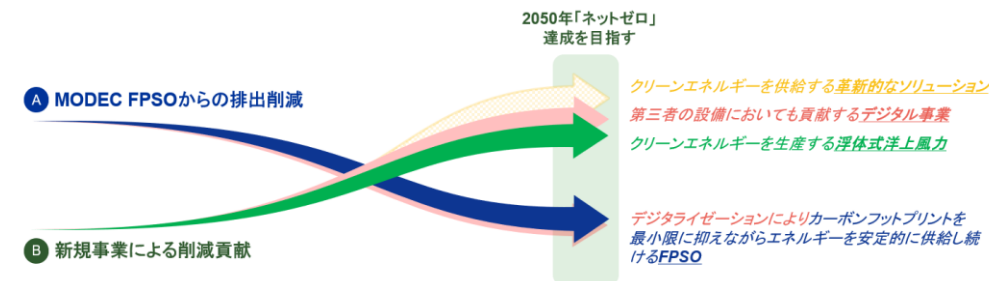 2050年「ネットゼロ」
達成を目指す
A MODEC FPSOからの排出削減
クリーンエネルギーを供給する革新的なソリューション
第三者の設備においても貢献するデジタル事業
クリーンエネルギーを生産する浮体式洋上風力
デジタライゼーションによりカーボンフットプリントを
最小限に抑えながらエネルギーを安定的に供給し続
けるFPSO
B 新規事業による削減貢献